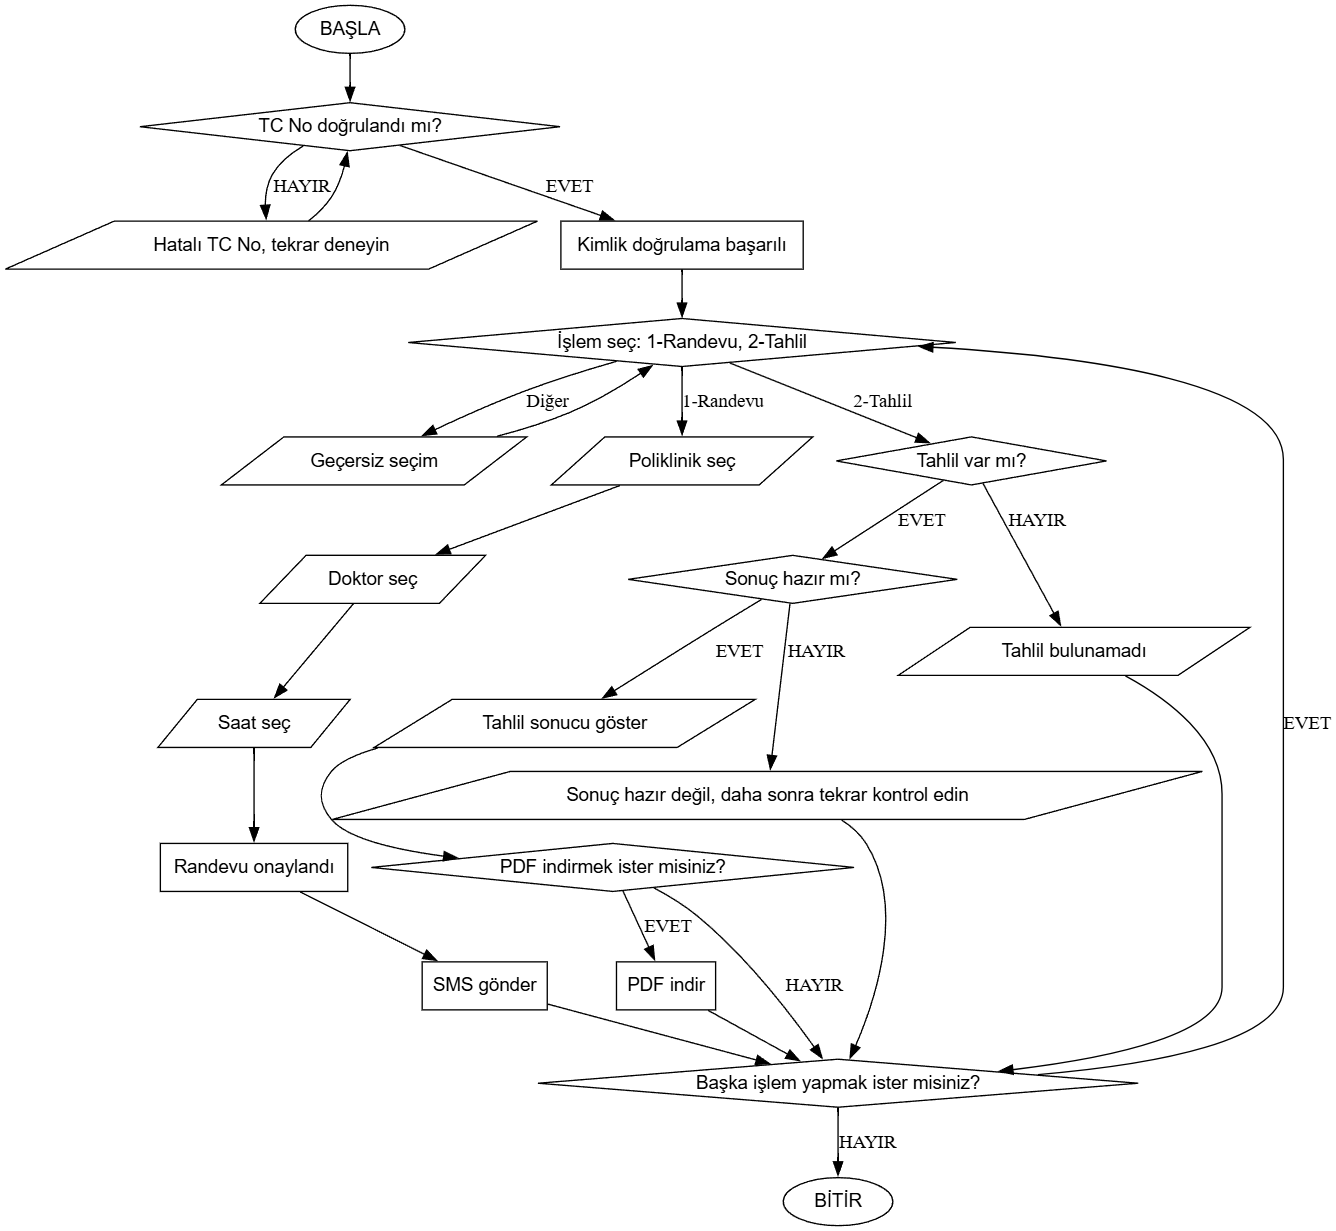 BAŞLA
TC No doğrulandı mı?
HAYIR
EVET
Hatalı TC No, tekrar deneyin
Kimlik doğrulama başarılı
İşlem seç: 1-Randevu, 2-Tahlil
Diğer
1-Randevu
2-Tahlil
Geçersiz seçim
Poliklinik seç
Tahlil var mı?
EVET
HAYIR
Doktor seç
Sonuç hazır mı?
EVET
HAYIR
Tahlil bulunamadı
Saat seç
Tahlil sonucu göster
EVET
Sonuç hazır değil, daha sonra tekrar kontrol edin
Randevu onaylandı
PDF indirmek ister misiniz?
EVET
HAYIR
SMS gönder
PDF indir
Başka işlem yapmak ister misiniz?
HAYIR
BİTİR